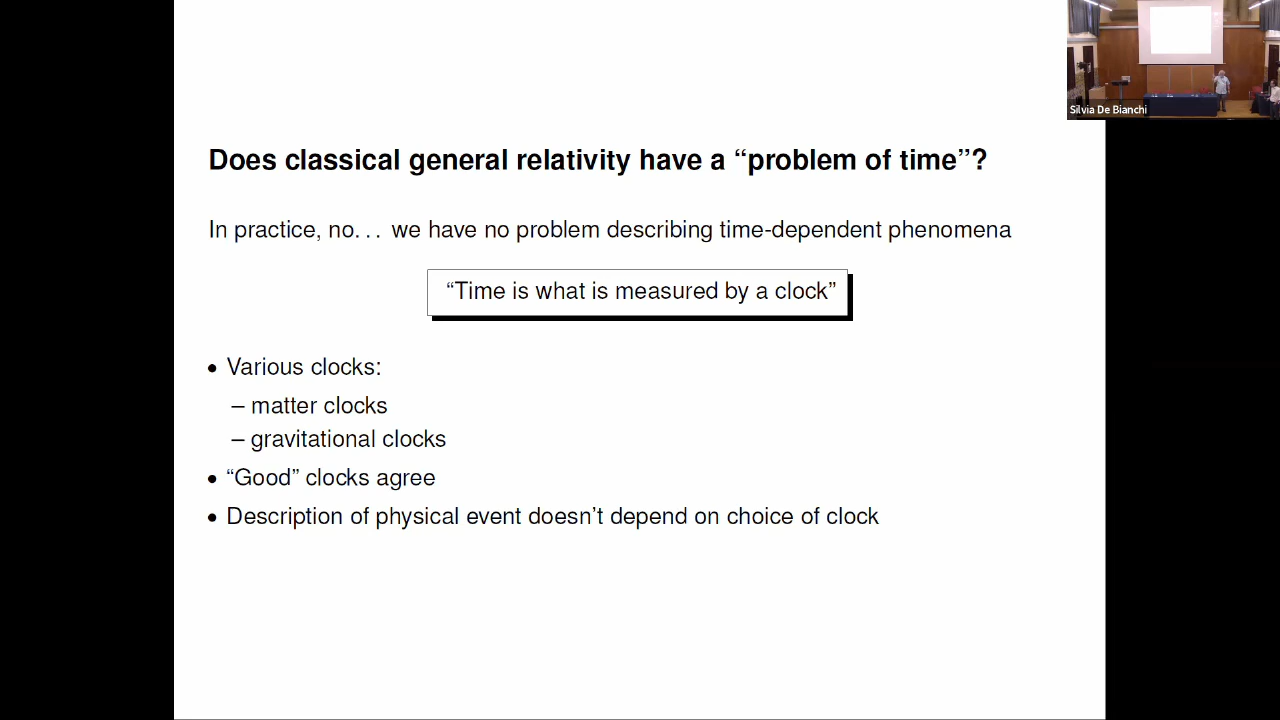 Silvia De Bianchi
Does classical general relativity have a “problem of time”?
In practice, no. . . we have no problem describing time-dependent phenomena
“Time is what is measured by a clock”
• Various clocks:
– matter clocks
– gravitational clocks
• “Good” clocks agree
• Description of physical event doesn’t depend on choice of clock